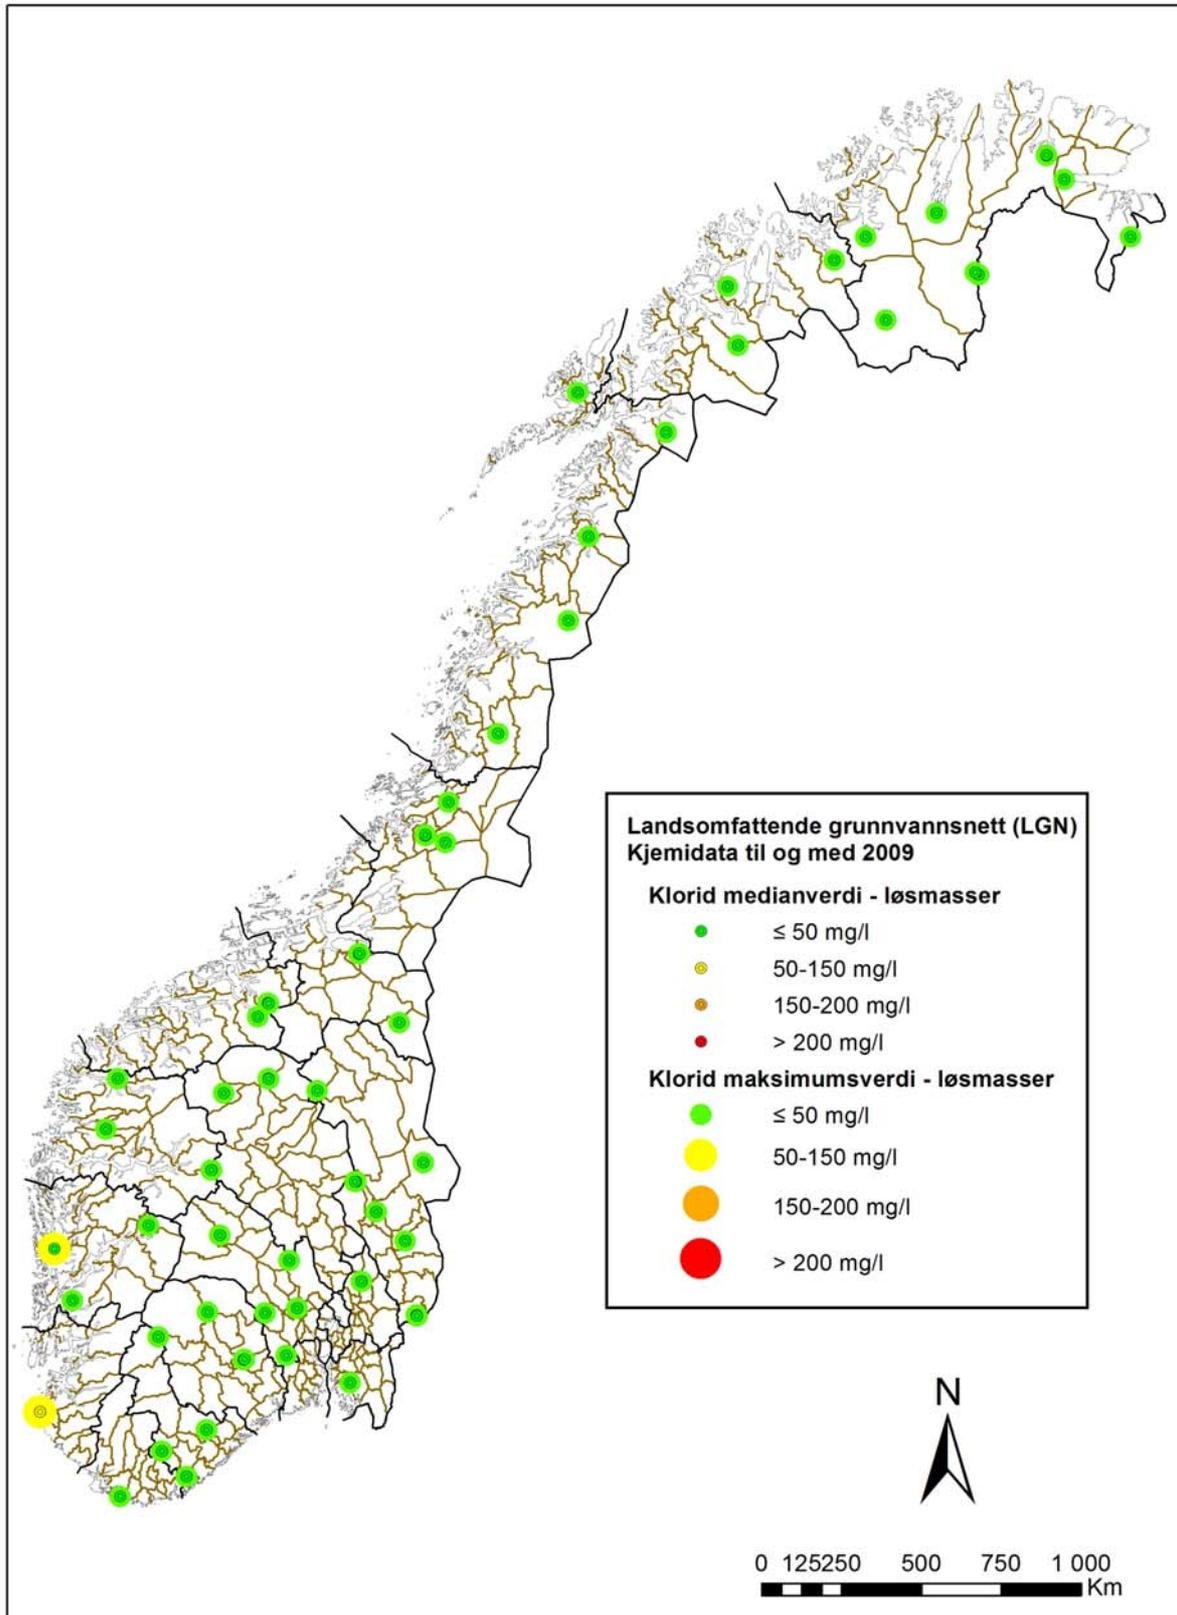 Landsomfattende grunnvannsnett (LGN)
Kjemidata til og med 2009
Klorid medianverdi - løsmasser
≤ 50 mg/l
50-150 mg/l
150-200 mg/l
> 200 mg/l
Klorid maksimumsverdi - løsmasser
≤ 50 mg/l
50-150 mg/l
150-200 mg/l
> 200 mg/l
N
0 125250 500 750 1 000
Km